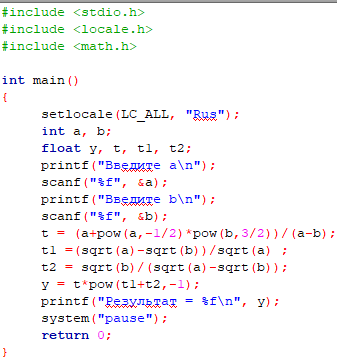 #include <stdio.h>
#include <locale.h>
#include <math.h>
int main()
{
setlocale(LC_ALL, "Rus");
int a, b;
float y, t, t1, t2;
printf("Введите a\n");
scanf("%f", &a);
printf("Введите b\n");
scanf("%f", &b);
t = (a+pow(a,-1/2)*pow(b,3/2))/(a-b);
t1 =(sqrt(a)-sqrt(b))/sqrt(a) ;
t2 = sqrt(b)/(sqrt(a)-sqrt(b));
y = t*pow(t1+t2,-1);
printf("Результат = %f\n", y);
system("pause");
return 0;
}